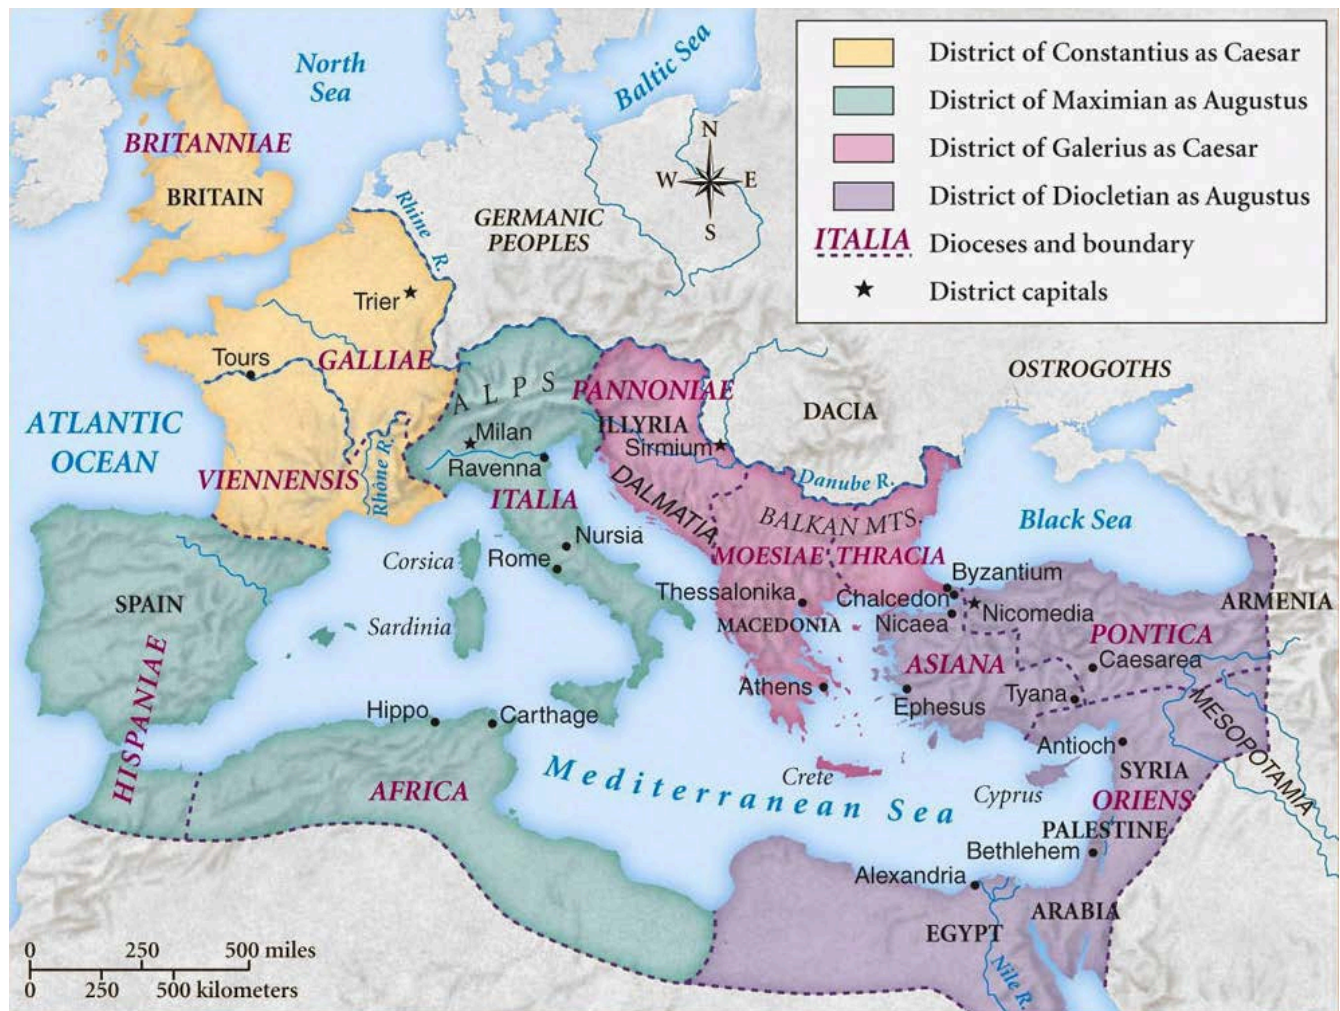 District of Constantius as Caesar
District of Maximian as Augustus
District of Galerius as Caesar
District of Diocletian as Augustus
ITALIA Dioceses and boundary
District capitals
North
Sea
Baltic Sea
N
W E
S
BRITANNIAE
BRITAIN
Rhine R.
GERMANIC
PEOPLES
Trier
Tours
GALLIAE
ALPS
PANNONIAE
OSTROGOTHS
ATLANTIC
OCEAN
DACIA
ILLYRIA
Milan
Sirmium
Ravenna
VIENNENSIS
Rhône R.
Danube R.
ITALIA
DALMATIA
BALKAN MTS.
Black Sea
Nursia
Corsica
Rome
MOESIAE
THRACIA
Byzantium
Thessalonika
Chalcedon
Nicomedia
ARMENIA
SPAIN
Sardinia
MACEDONIA
Nicaea
PONTICA
ASIANA
Caesarea
HISPANIAE
Athens
Ephesus
Tyana
MESOPOTAMIA
Hippo
Carthage
Antioch
Mediterranean Sea
Crete
Cyprus
SYRIA
AFRICA
ORIENS
PALESTINE
Bethlehem
Alexandria
ARABIA
EGYPT
Nile R.
0 250 500 miles
0 250 500 kilometers